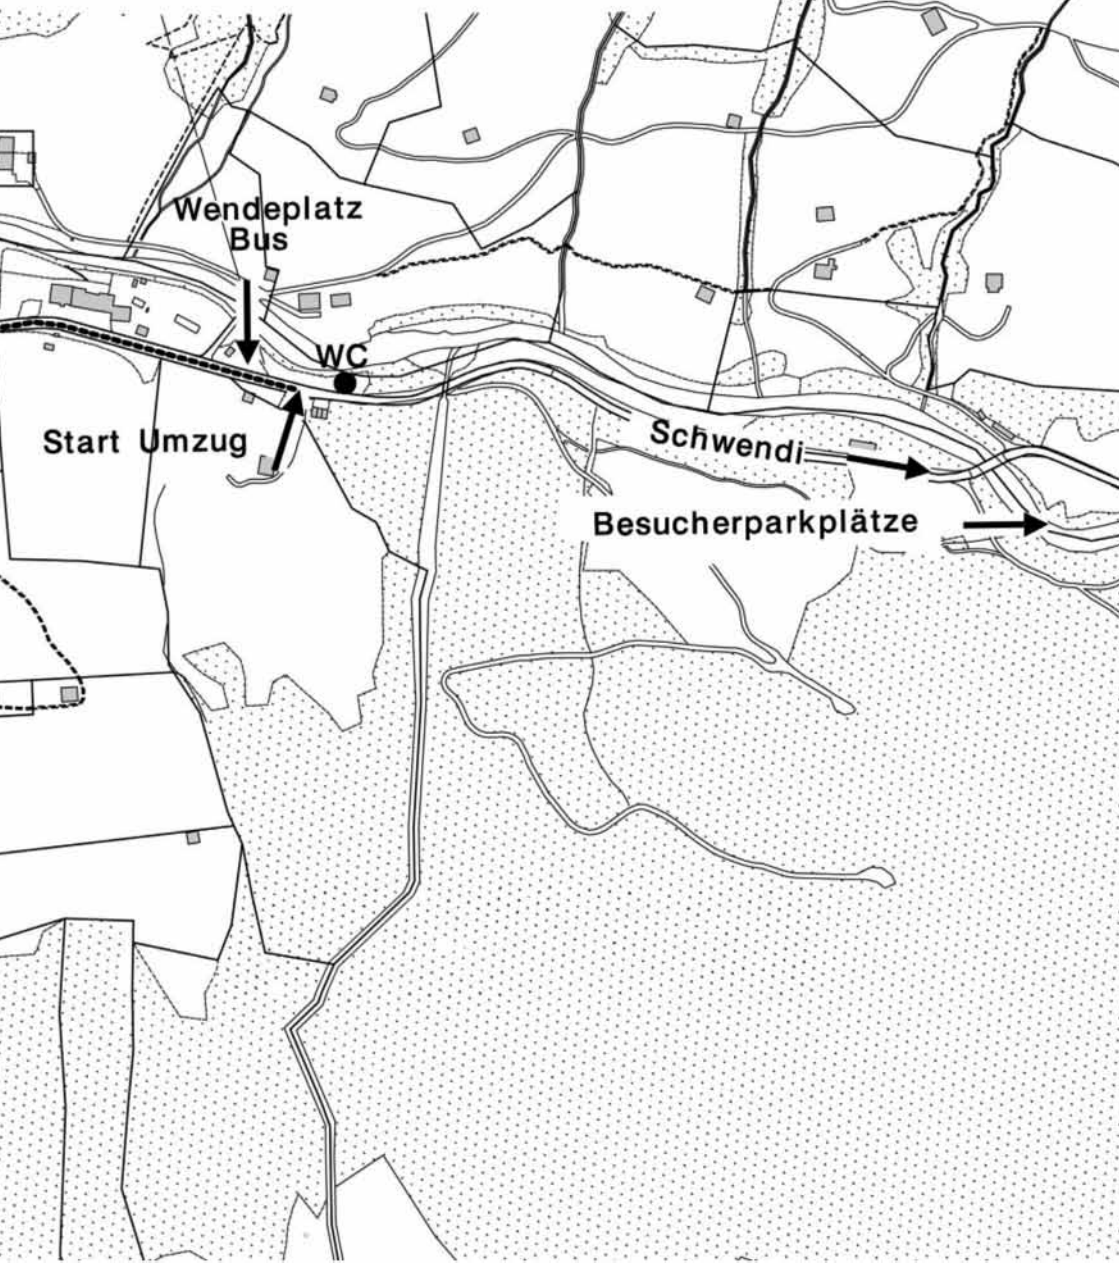 Wendeplatz
Bus
WC
Start Umzug
Schwendi
Besucherparkplätze